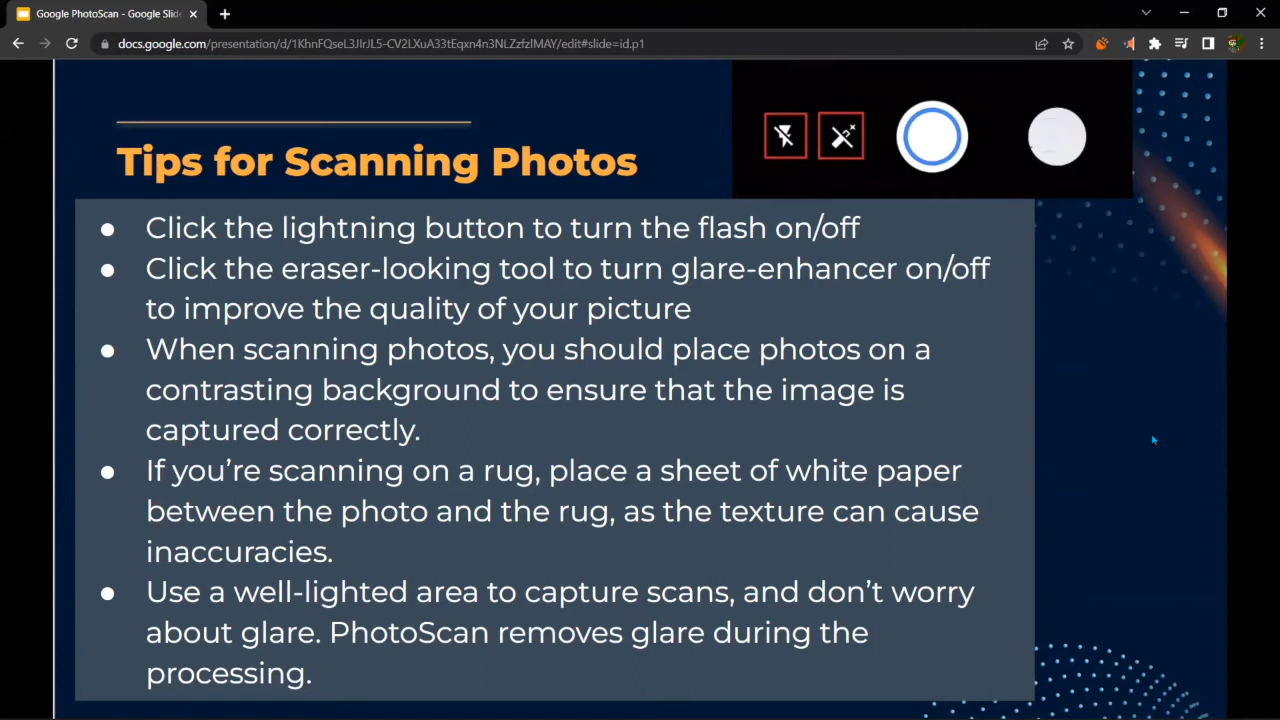 Google PhotoScan - Google Slid
docs.google.com/presentation/d/1KhnFQseL3JIrJL5-CV2LXuA33tEqxn4n3NLZzfzIMAY/edit#slide=id.p1
Tips for Scanning Photos
● Click the lightning button to turn the flash on/off
● Click the eraser-looking tool to turn glare-enhancer on/off
to improve the quality of your picture
● When scanning photos, you should place photos on a
contrasting background to ensure that the image is
captured correctly.
● If you’re scanning on a rug, place a sheet of white paper
between the photo and the rug, as the texture can cause
inaccuracies.
● Use a well-lighted area to capture scans, and don’t worry
about glare. PhotoScan removes glare during the
processing.